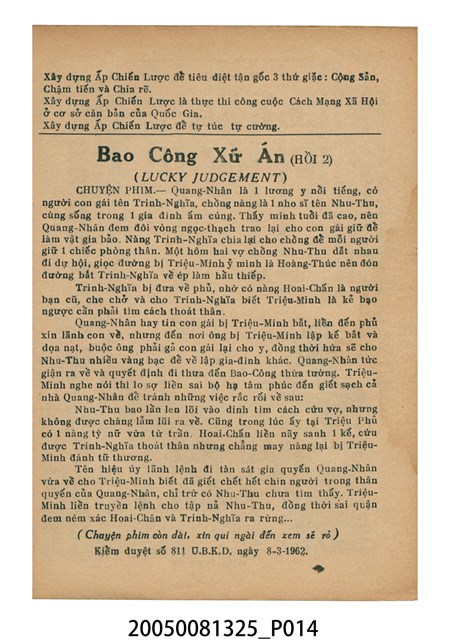 Xây dựng Ấp Chiến Lược để tiêu diệt tận gốc 3 thứ giặc : Cộng Sản,
Chậm tiến và Chia rẽ.
Xây dựng Ấp Chiến Lược là thực thi công cuộc Cách Mạng Xã Hội
ở cơ sở căn bản của Quốc Gia.
Xây dựng Ấp Chiến Lược để tự túc tự cường.
Bao Công Xử Án (HỒI 2)
(LUCKY JUDGEMENT)
CHUYỆN PHIM.— Quang-Nhân là 1 lương y nổi tiếng, có
người con gái tên Trinh-Nghĩa, chồng nàng là 1 nho sĩ tên Nhu-Thu,
cùng sống trong 1 gia đình ấm cúng. Thấy mình tuổi đã cao, nên
Quang-Nhân đem đôi vòng ngọc-thạch trao lại cho con gái giữ để
làm vật gia bảo. Nàng Trinh-Nghĩa chia lại cho chồng để mỗi người
giữ 1 chiếc phòng thân. Một hôm hai vợ chồng Nhu-Thu dắt nhau
đi dự hội, giọc đường bị Triệu-Minh ỷ mình là Hoàng-Thúc nên đón
đường bắt Trinh-Nghĩa về ép làm hầu thiếp.
Trinh-Nghĩa bị đưa về phủ, nhờ có nàng Hoai-Chấn là người
bạn cũ, che chở và cho Trinh-Nghĩa biết Triệu-Minh là kẻ bạo
ngược cần phải tìm cách thoát thân.
Quang-Nhân hay tin con gái bị Triệu-Minh bắt, liền đến phủ
xin lãnh con về, nhưng đến nơi ông bị Triệu-Minh lập kế bắt và
dọa nạt, buộc ông phải gả con gái lại cho y, đồng thời hứa sẽ cho
Nhu-Thu nhiều vàng bạc để về lập gia-đình khác. Quang-Nhân tức
giận ra về và quyết định đi thưa đến Bao-Công thừa tướng. Triệu-
Minh nghe nói thì lo sợ liền sai bộ hạ tâm phúc đến giết sạch cả
nhà Quang-Nhân để tránh những việc rắc rối về sau:
Nhu-Thu bao lần len lỏi vào dinh tìm cách cứu vợ, nhưng
không được chàng lầm lũi ra về. Cũng trong lúc ấy tại Triệu Phủ
có 1 nàng tỳ nữ vừa từ trần. Hoai-Chấn liền nảy sanh 1 kế, cứu
được Trinh-Nghĩa thoát thân nhưng chẳng may nàng lại bị Triệu-
Minh đánh tử thương.
Tên hiệu úy lãnh lệnh đi tàn sát gia quyến Quang-Nhân
vừa về cho Triệu-Minh biết đã giết chết hết chín người trong thân
quyến của Quang-Nhân, chỉ trừ có Nhu-Thu chưa tìm thấy. Triệu-
Minh liền truyền lệnh cho tập nả Nhu-Thu, đồng thời sai quận
đem ném xác Hoai-Chân và Trinh-Nghĩa ra rừng...
(Chuyện phim còn dài, xin quí ngài đến xem sẽ rõ)
Kiểm duyệt số 811 U.B.K.D, ngày 8-3-1962.
20050081325_P014